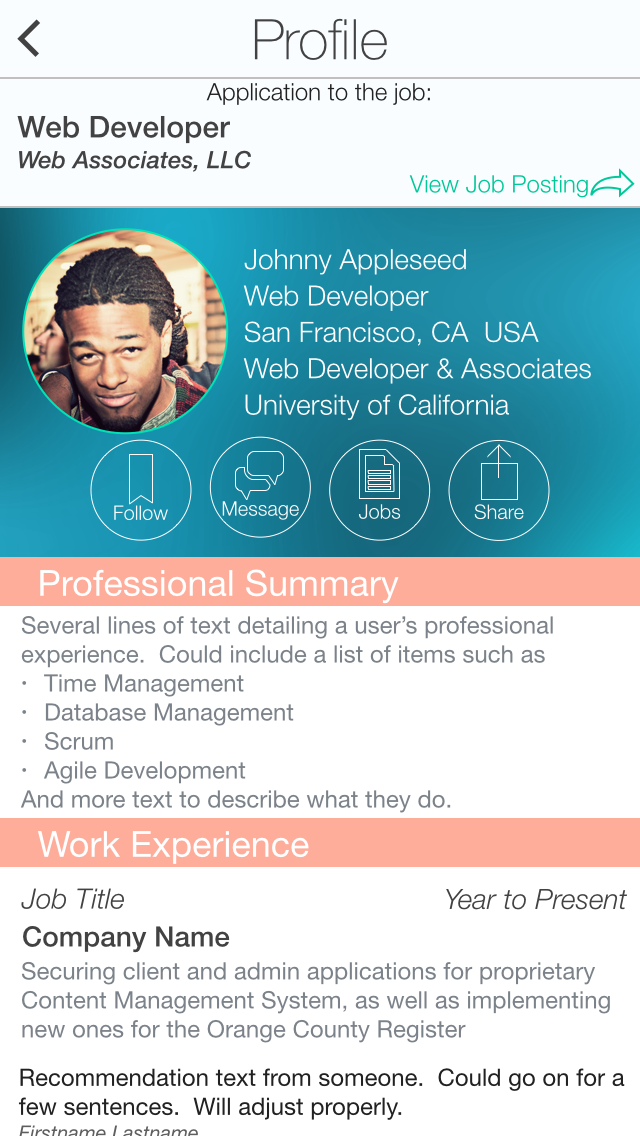 Profile
Application to the job:
Web Developer
Web Associates, LLC
View Job Posting
Johnny Appleseed
Web Developer
San Francisco, CA  USA
Web Developer & Associates
University of California
Follow
Message
Jobs
Share
Professional Summary
Several lines of text detailing a user’s professional
experience.  Could include a list of items such as
· Time Management
· Database Management
· Scrum
· Agile Development
And more text to describe what they do.
Work Experience
Job Title
Year to Present
Company Name
Securing client and admin applications for proprietary
Content Management System, as well as implementing
new ones for the Orange County Register
Recommendation text from someone.  Could go on for a
few sentences.  Will adjust properly.
Firstname Lastname